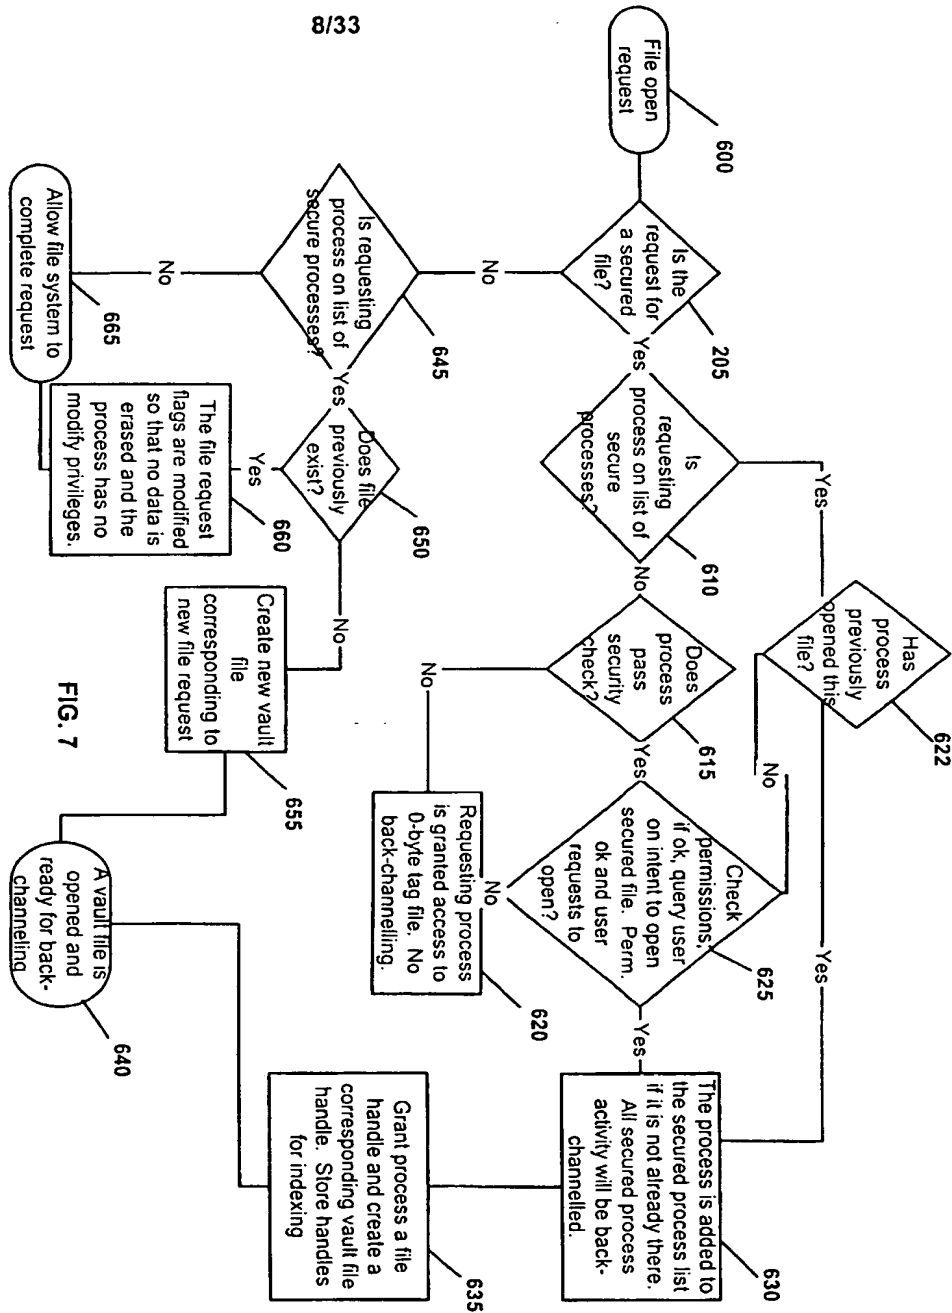 8/33
File open
request
600
Is the
request for
a secured
file?
205
Yes
No
Is
requesting
process on list of
secure
processes?
610
Yes
No
Has
process
previously
opened this
file?
622
No
Yes
Does
process
pass
security
check?
615
Yes
No
Check
permissions,
if ok, query user
on intent to open
secured file. Perm.
ok and user
requests to
open?
625
No
Yes
Requesting process
is granted access to
0-byte tag file. No
back-channelling.
620
The process is added to
the secured process list
if it is not already there.
All secured process
activity will be back-
channelled.
630
Grant process a file
handle and create a
corresponding vault file
handle. Store handles
for indexing
635
Is requesting
process on list of
secure processes?
645
Yes
No
Does file
previously
exist?
650
No
Yes
The file request
flags are modified
so that no data is
erased and the
process has no
modify privileges.
660
Allow file system to
complete request
665
Create new vault
file
corresponding to
new file request
655
A vault file is
opened and
ready for back-
channeling
640
FIG. 7